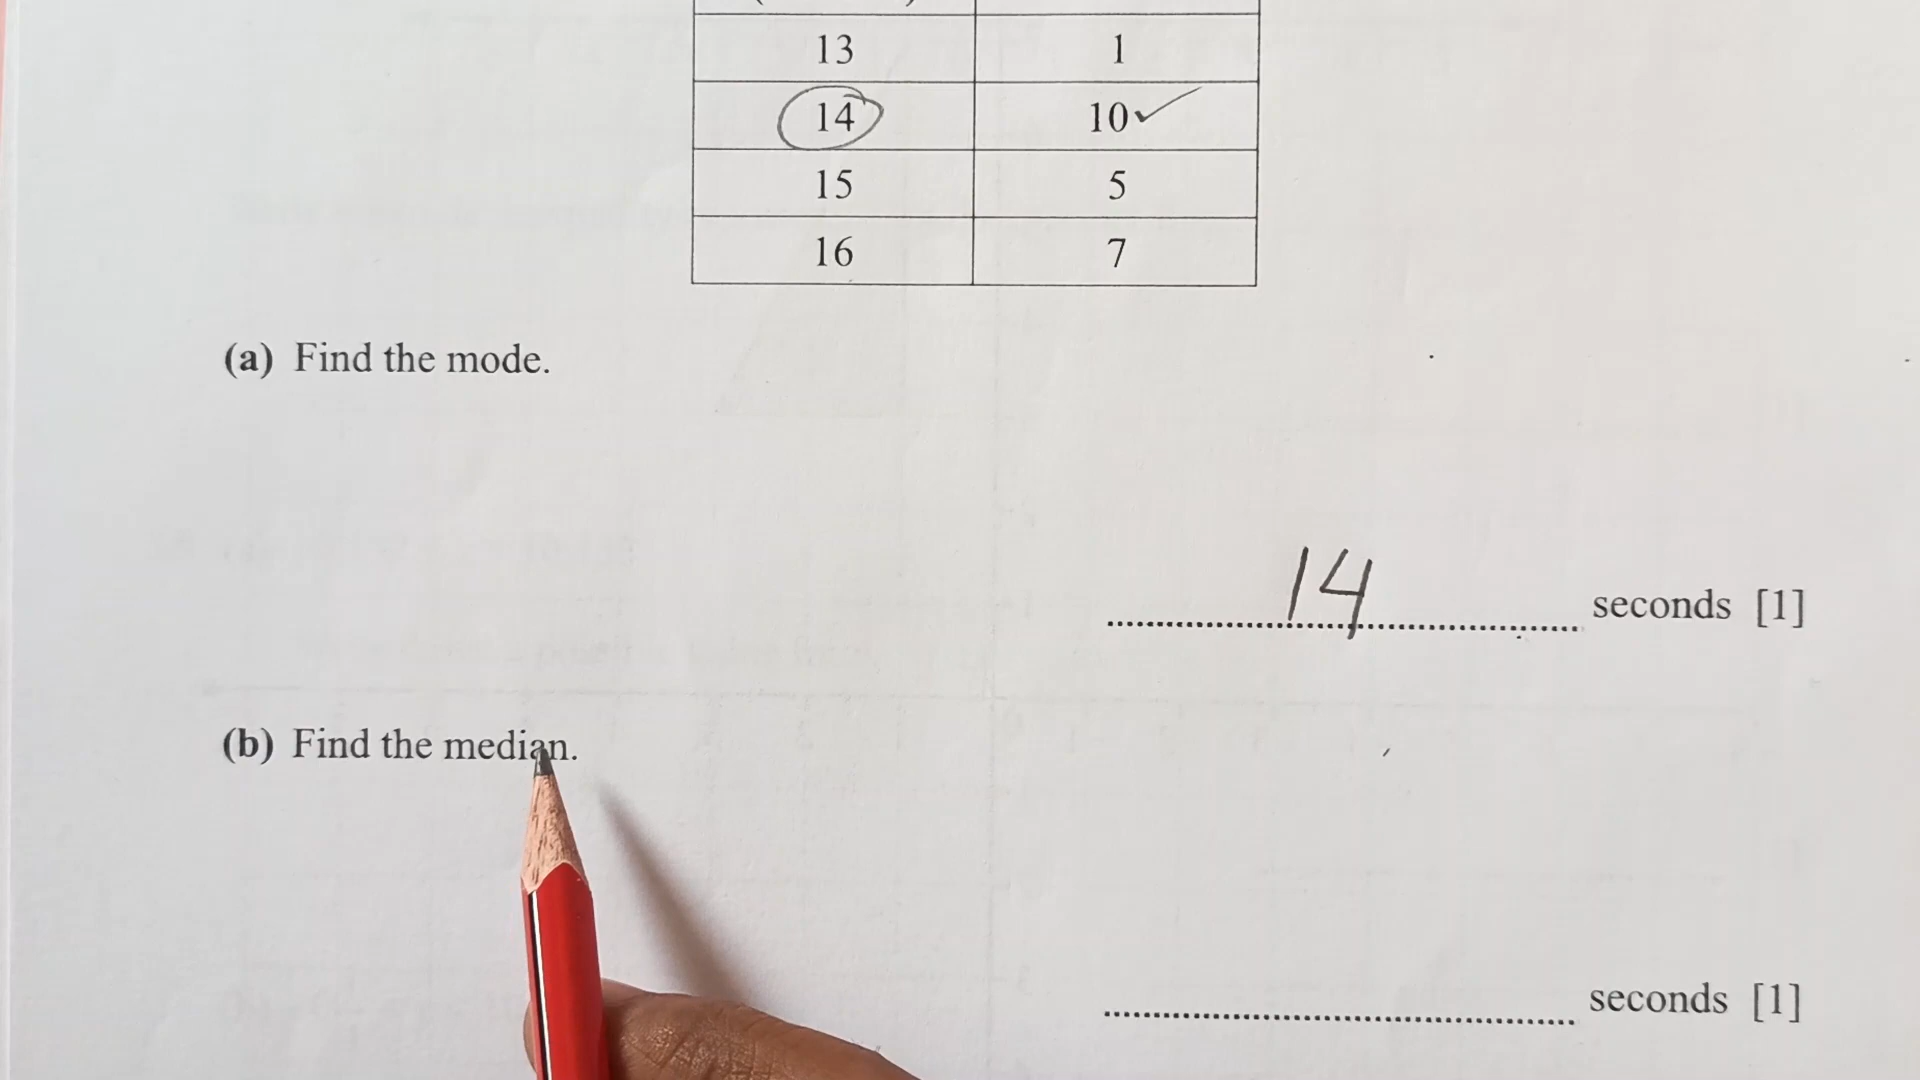 13 1
14 10
15 5
16 7
(a) Find the mode.
14 seconds [1]
(b) Find the median.
seconds [1]